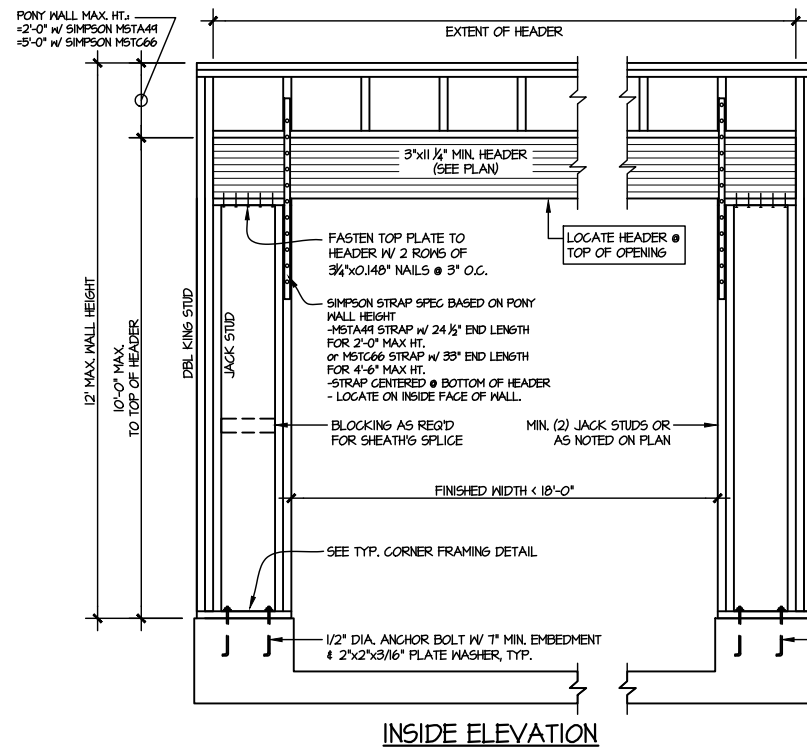 PONY WALL MAX. HT.:
=2'-0" W/ SIMPSON MSTA49
=5'-0" W/ SIMPSON MSTC66
EXTENT OF HEADER
3"x11 1/4" MIN. HEADER
(SEE PLAN)
FASTEN TOP PLATE TO
HEADER W/ 2 ROWS OF
3 1/4"x0.148" NAILS @ 3" O.C.
LOCATE HEADER @
TOP OF OPENING
SIMPSON STRAP SPEC BASED ON PONY
WALL HEIGHT
-MSTA49 STRAP w/ 24 1/2" END LENGTH
FOR 2'-0" MAX HT.
or MSTC66 STRAP w/ 33" END LENGTH
FOR 4'-6" MAX HT.
-STRAP CENTERED @ BOTTOM OF HEADER
- LOCATE ON INSIDE FACE OF WALL.
12' MAX. WALL HEIGHT
10'-0" MAX.
TO TOP OF HEADER
DBL KING STUD
JACK STUD
BLOCKING AS REQ'D
FOR SHEATH'G SPLICE
MIN. (2) JACK STUDS OR
AS NOTED ON PLAN
FINISHED WIDTH < 18'-0"
SEE TYP. CORNER FRAMING DETAIL
1/2" DIA. ANCHOR BOLT W/ 7" MIN. EMBEDMENT
& 2"x2"x3/16" PLATE WASHER, TYP.
INSIDE ELEVATION